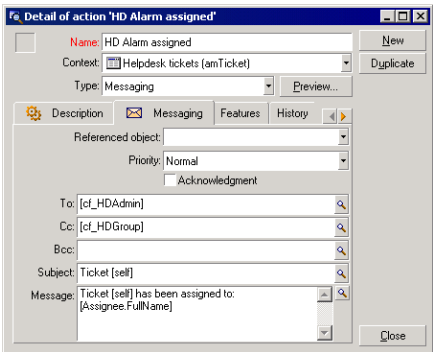 Detail of action 'HD Alarm assigned'
Name: HD Alarm assigned
New
Context: Helpdesk tickets (amTicket)
Duplicate
Type: Messaging
Preview...
Description Messaging Features History
Referenced object:
Priority: Normal
Acknowledgment
To: [cf_HDAdmin]
Cc: [cf_HDGroup]
Bcc:
Subject: Ticket [self]
Message: Ticket [self] has been assigned to:
[Assignee.FullName]
Close